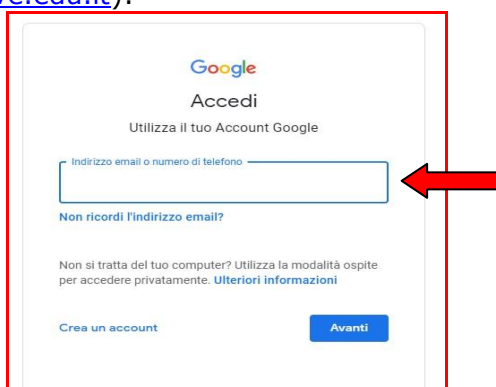 Google
Accedi
Utilizza il tuo Account Google
Indirizzo email o numero di telefono
Non ricordi l'indirizzo email?
Non si tratta del tuo computer? Utilizza la modalità ospite
per accedere privatamente. Ulteriori informazioni
Crea un account Avanti